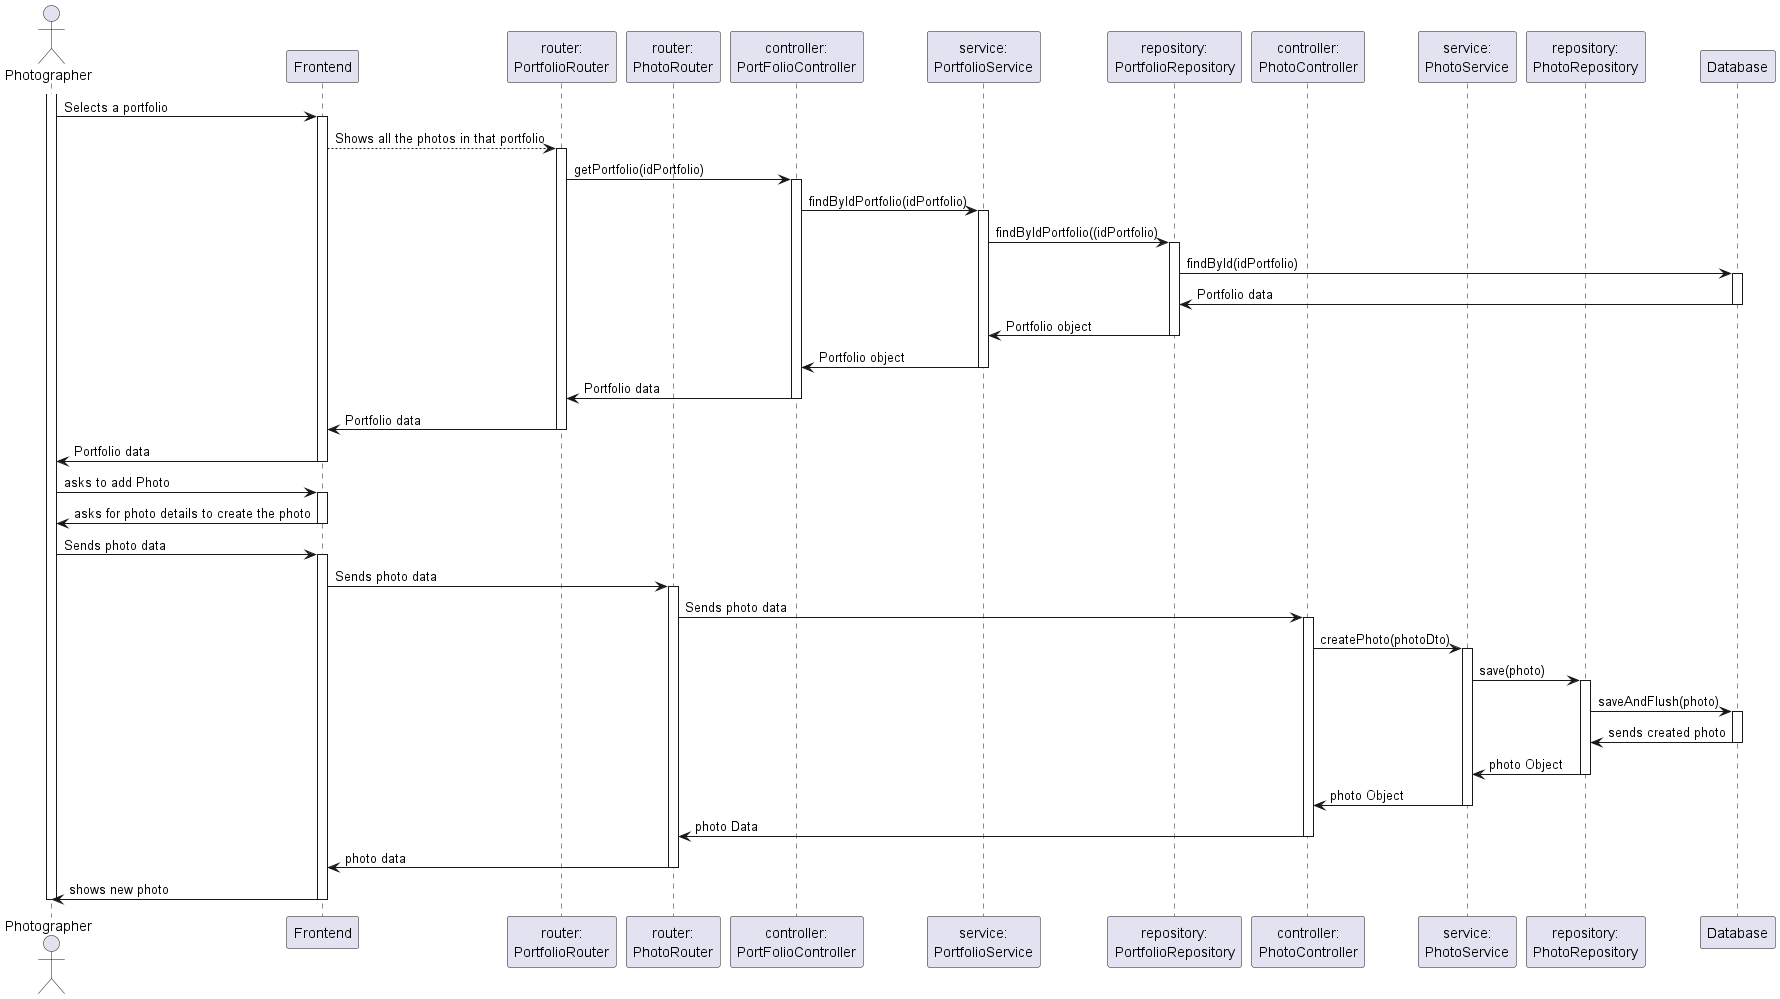 Photographer
Frontend
router:
PortfolioRouter
router:
PhotoRouter
controller:
PortFolioController
service:
PortfolioService
repository:
PortfolioRepository
controller:
PhotoController
service:
PhotoService
repository:
PhotoRepository
Database
Selects a portfolio
Shows all the photos in that portfolio
getPortfolio(idPortfolio)
findByIdPortfolio(idPortfolio)
findByIdPortfolio((idPortfolio)
findById(idPortfolio)
Portfolio data
Portfolio object
Portfolio object
Portfolio data
Portfolio data
Portfolio data
asks to add Photo
asks for photo details to create the photo
Sends photo data
Sends photo data
Sends photo data
createPhoto(photoDto)
save(photo)
saveAndFlush(photo)
sends created photo
photo Object
photo Object
photo Data
photo data
shows new photo
Photographer
Frontend
router:
PortfolioRouter
router:
PhotoRouter
controller:
PortFolioController
service:
PortfolioService
repository:
PortfolioRepository
controller:
PhotoController
service:
PhotoService
repository:
PhotoRepository
Database